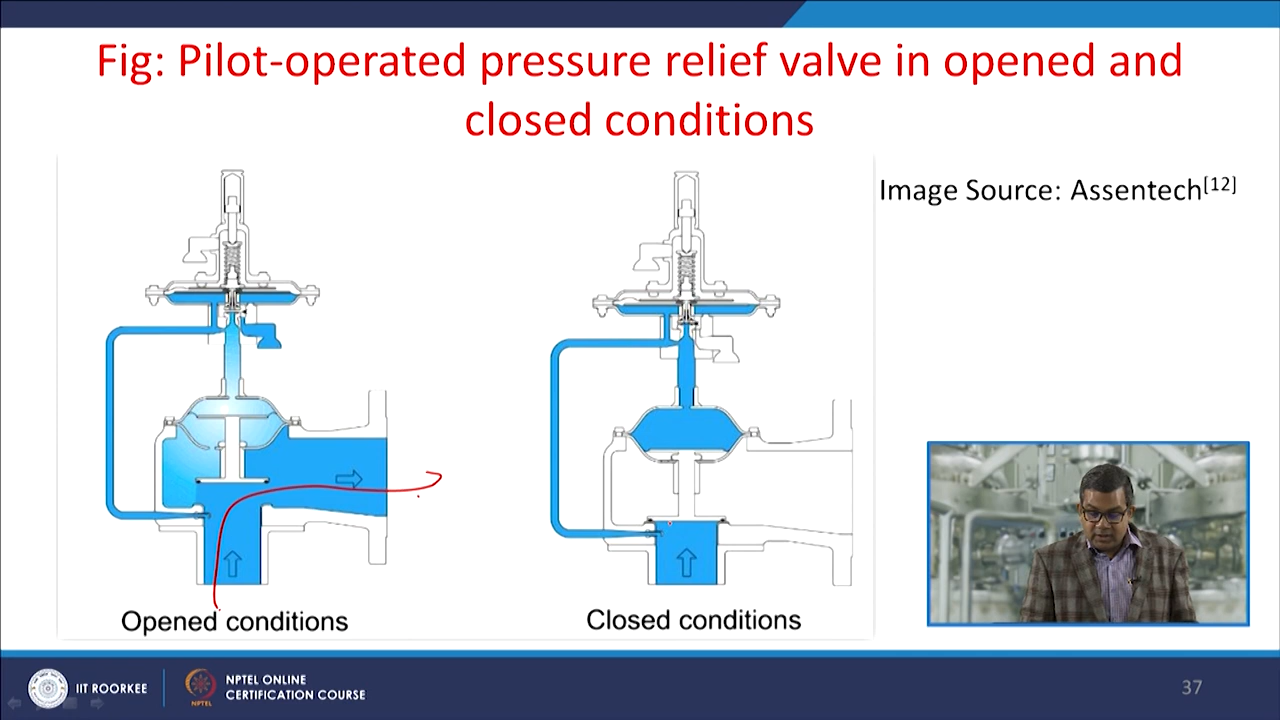 Fig: Pilot-operated pressure relief valve in opened and
closed conditions
Image Source: Assentech[12]
Opened conditions
Closed conditions
IIT ROORKEE
NPTEL
NPTEL ONLINE
CERTIFICATION COURSE
37